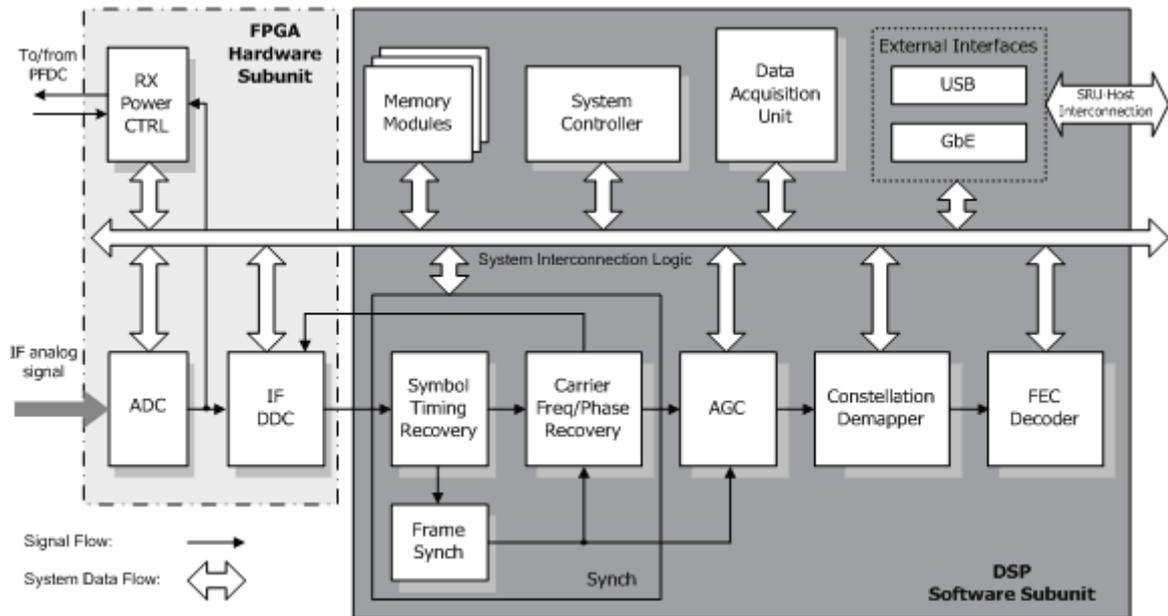 FPGA
Hardware
Subunit
To/from
PFDC
RX
Power
CTRL
Memory
Modules
System
Controller
Data
Acquisition
Unit
External Interfaces
USB
GbE
SRU-Host
Interconnection
System Interconnection Logic
IF analog
signal
ADC
IF
DDC
Symbol
Timing
Recovery
Carrier
Freq/Phase
Recovery
AGC
Constellation
Demapper
FEC
Decoder
Frame
Synch
Synch
Signal Flow:
System Data Flow:
DSP
Software Subunit